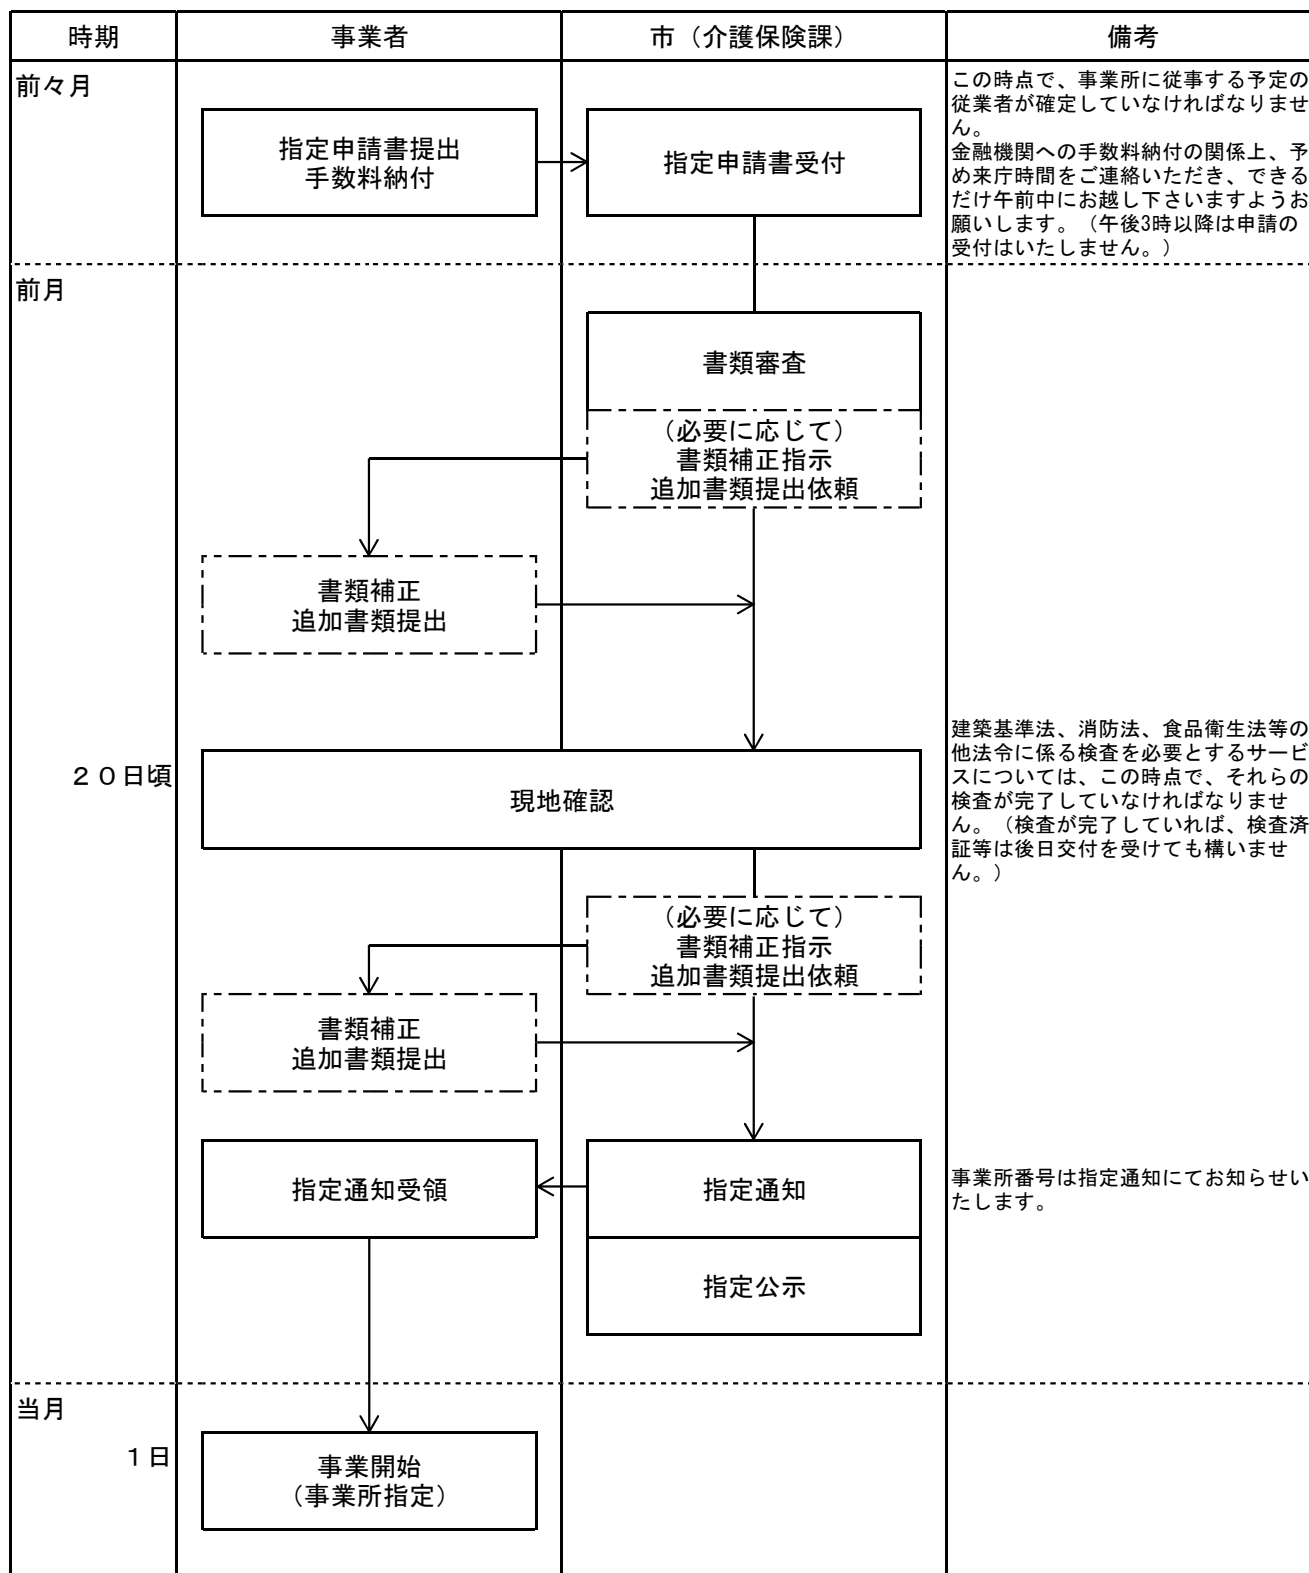 時期
事業者
市（介護保険課）
備考
前々月
指定申請書提出
手数料納付
指定申請書受付
この時点で、事業所に従事する予定の
従業者が確定していなければなりませ
ん。
金融機関への手数料納付の関係上、予
め来庁時間をご連絡いただき、できる
だけ午前中にお越し下さいますようお
願いします。（午後3時以降は申請の
受付はいたしません。）
前月
書類審査
（必要に応じて）
書類補正指示
追加書類提出依頼
書類補正
追加書類提出
２０日頃
現地確認
建築基準法、消防法、食品衛生法等の
他法令に係る検査を必要とするサービ
スについては、この時点で、それらの
検査が完了していなければなりませ
ん。（検査が完了していれば、検査済
証等は後日交付を受けても構いませ
ん。）
（必要に応じて）
書類補正指示
追加書類提出依頼
書類補正
追加書類提出
指定通知受領
指定通知
事業所番号は指定通知にてお知らせい
たします。
指定公示
当月
１日
事業開始
（事業所指定）